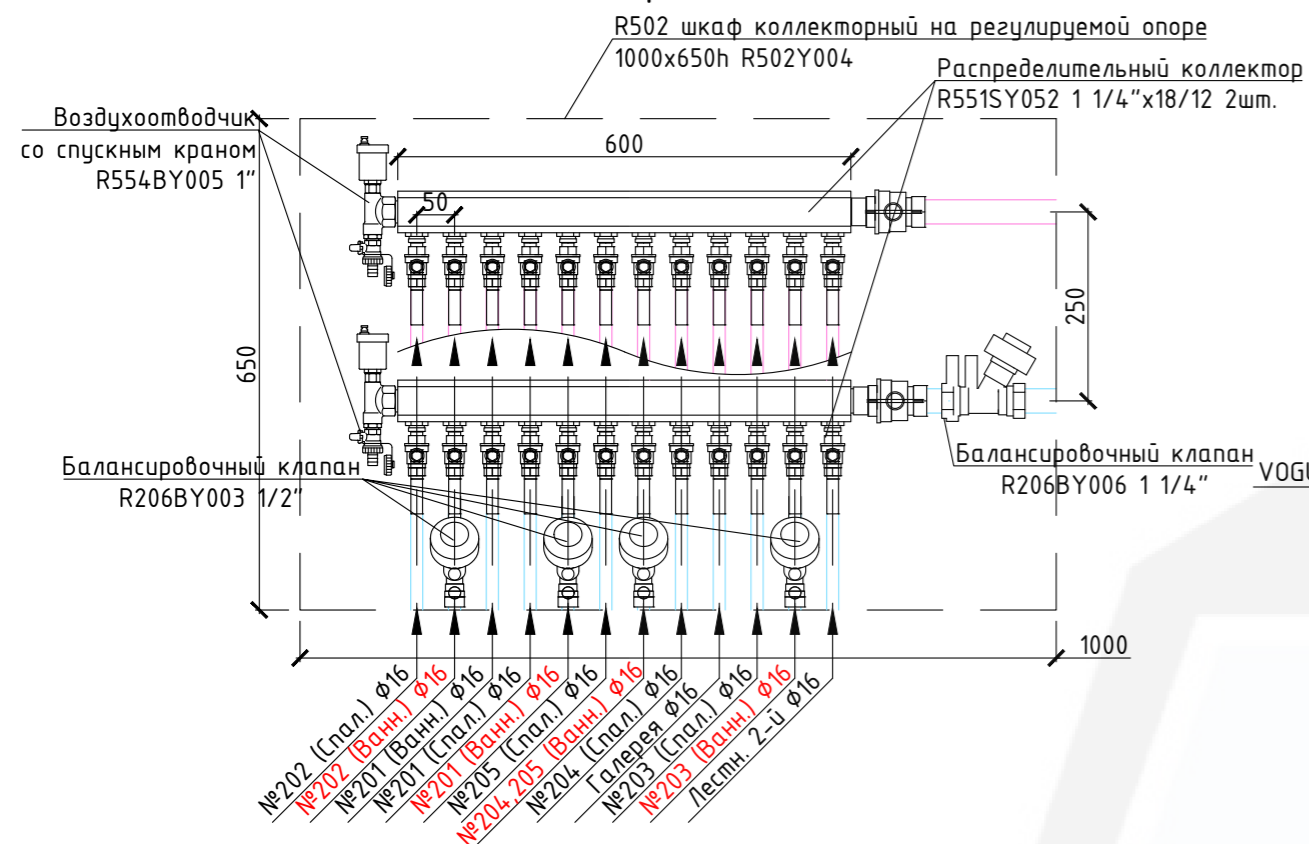 R502 шкаф коллекторный на регулируемой опоре
1000x650h R502Y004
Распределительный коллектор
R551SY052 1 1/4"x18/12 2шт.
Воздухоотводчик
со спускным краном
R554BY005 1"
600
50
250
650
Балансировочный клапан
R206BY003 1/2"
Балансировочный клапан
R206BY006 1 1/4"
VOGU
1000
№202 (Спал.) ϕ16
№202 (Ванн.) ϕ16
№201 (Ванн.) ϕ16
№201 (Спал.) ϕ16
№201 (Ванн.) ϕ16
№205 (Спал.) ϕ16
№204,205 (Ванн.) ϕ16
№204 (Спал.) ϕ16
Галерея ϕ16
№203 (Спал.) ϕ16
№203 (Ванн.) ϕ16
Лестн. 2-й ϕ16